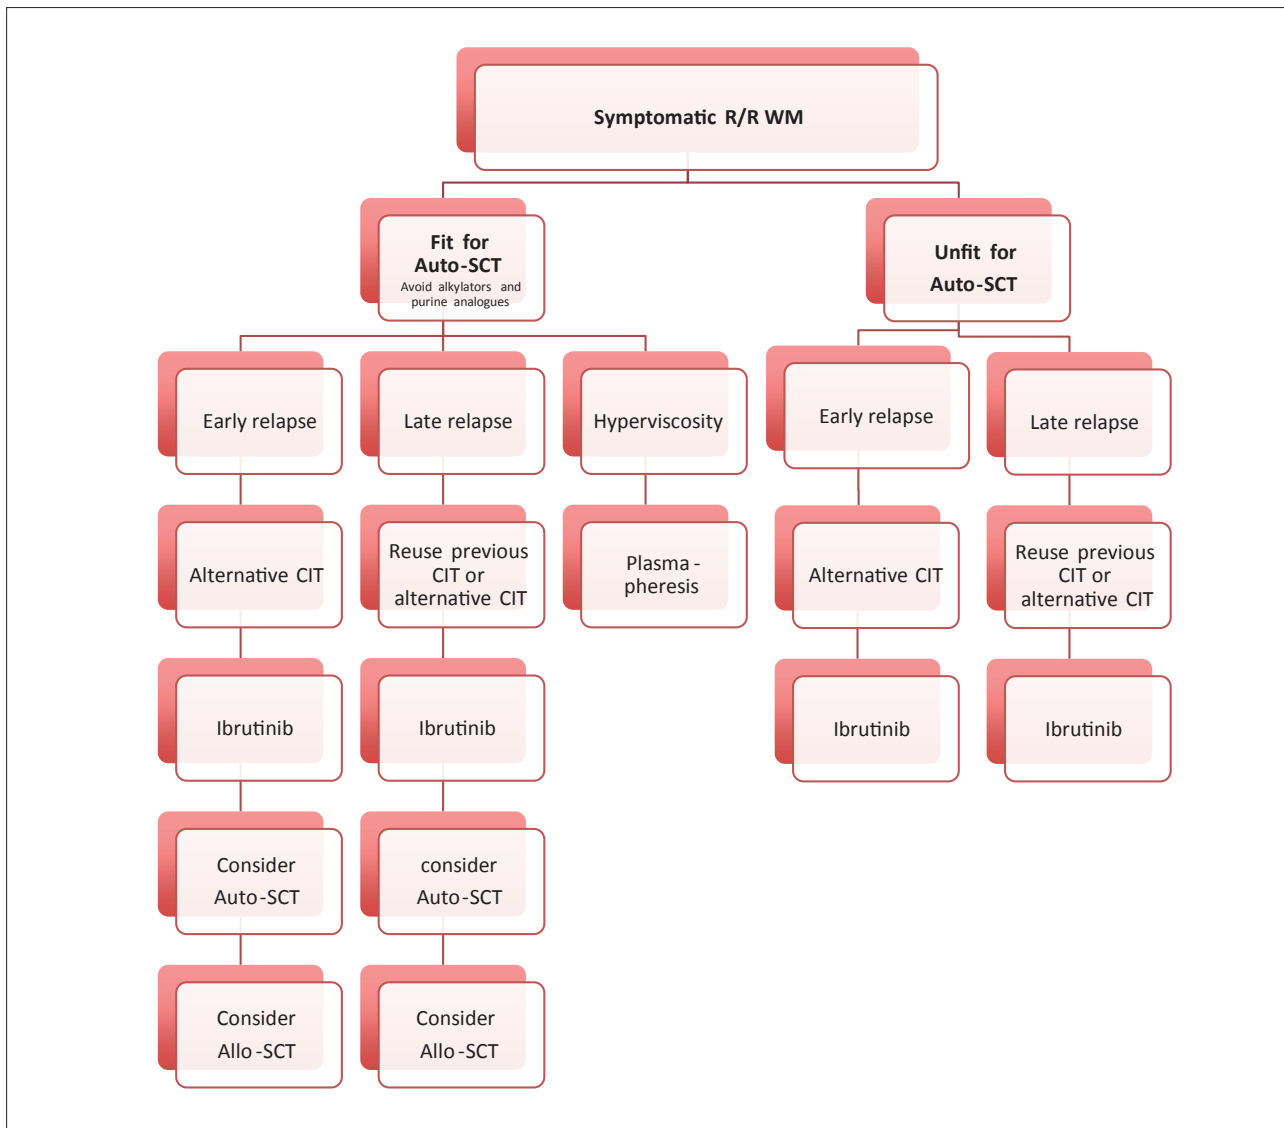 Symptomatic R/R WM
Fit for
Auto-SCT
Avoid alkylators and
purine analogues
Unfit for
Auto-SCT
Early relapse
Late relapse
Hyperviscosity
Early relapse
Late relapse
Alternative CIT
Reuse previous
CIT or
alternative CIT
Plasma-
pheresis
Alternative CIT
Reuse previous
CIT or
alternative CIT
Ibrutinib
Ibrutinib
Ibrutinib
Ibrutinib
Consider
Auto-SCT
consider
Auto-SCT
Consider
Allo-SCT
Consider
Allo-SCT